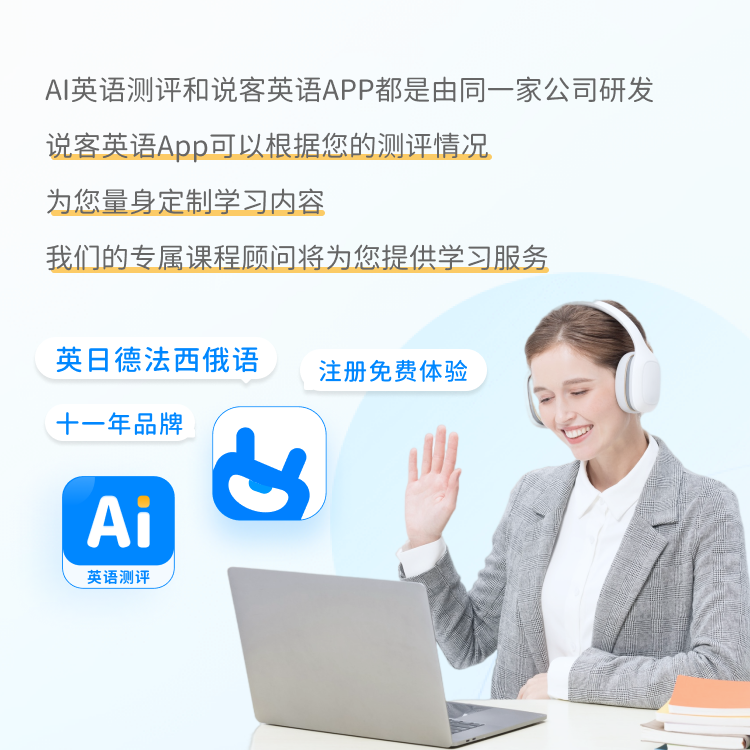 AI英语测评和说客英语APP都是由同一家公司研发
说客英语App可以根据您的测评情况
为您量身定制学习内容
我们的专属课程顾问将为您提供学习服务
英日德法西俄语
注册免费体验
十一年品牌
Ai
英语测评